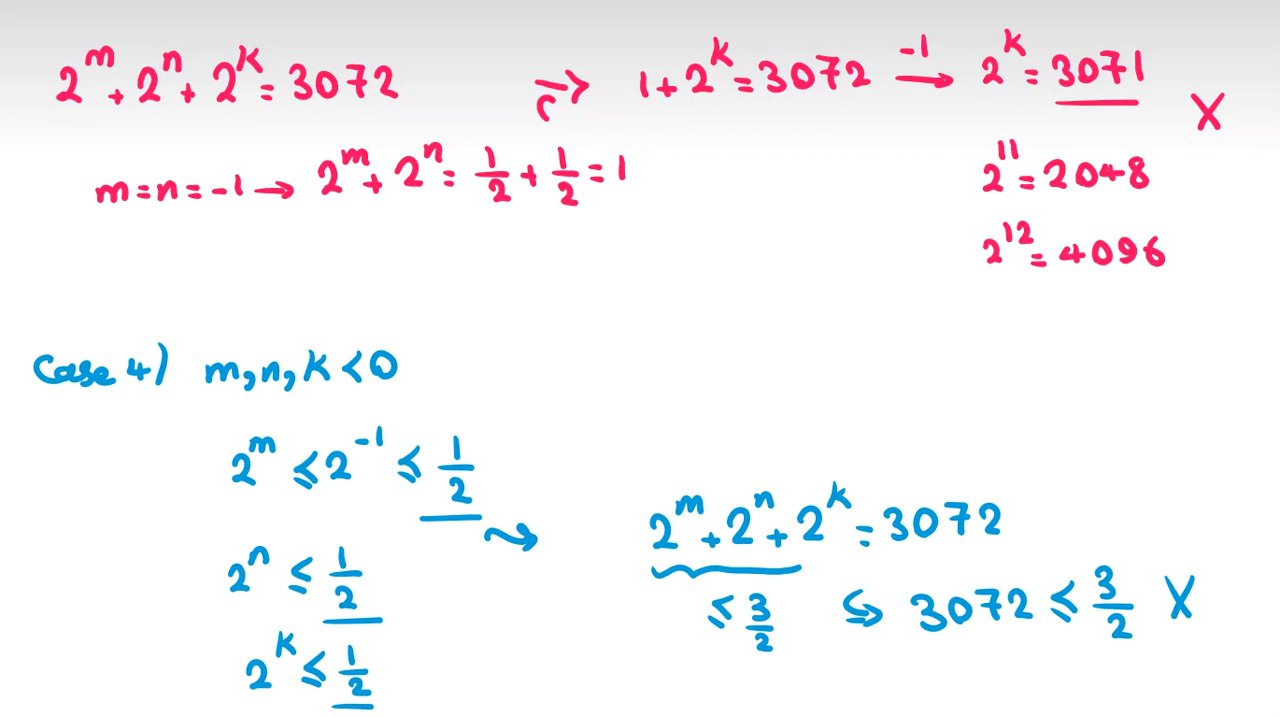 2^m + 2^n + 2^k = 3072 → 1 + 2^k = 3072 -1→ 2^k = 3071 X
m = n = -1 → 2^m + 2^n = 1/2 + 1/2 = 1
2^11 = 2048
2^12 = 4096
Case 4) m, n, k < 0
2^m ≤ 2^-1 ≤ 1/2
2^n ≤ 1/2
2^k ≤ 1/2
2^m + 2^n + 2^k = 3072
≤ 3/2 ↪ 3072 ≤ 3/2 X